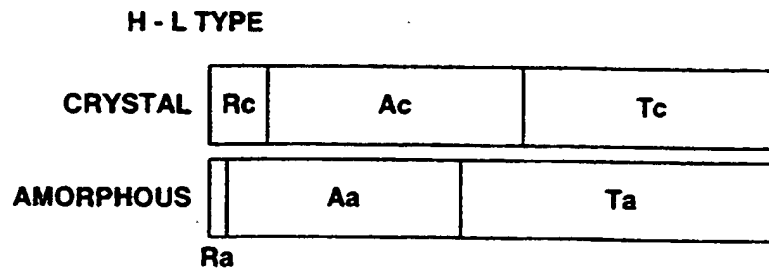 H - L TYPE
CRYSTAL Rc Ac Tc
AMORPHOUS Aa Ta
Ra